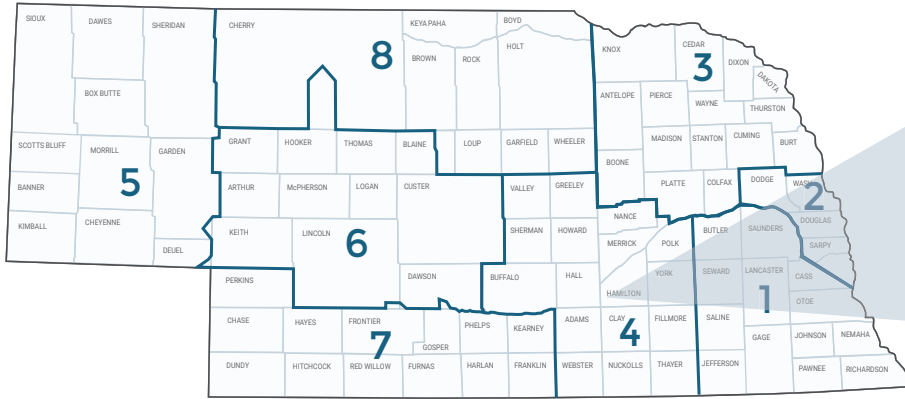 SIOUX
DAWES
SHERIDAN
CHERRY
KEYA PAHA
BOYD
8
BROWN
ROCK
HOLT
KNOX
CEDAR
3
DIXON
DAKOTA
BOX BUTTE
ANTELOPE
PIERCE
WAYNE
THURSTON
SCOTTS BLUFF
MORRILL
GARDEN
GRANT
HOOKER
THOMAS
BLAINE
LOUP
GARFIELD
WHEELER
MADISON
STANTON
CUMING
BURT
BOONE
5
BANNER
ARTHUR
McPHERSON
LOGAN
CUSTER
VALLEY
GREELEY
PLATTE
COLFAX
DODGE
WASH
2
KIMBALL
CHEYENNE
DEUEL
KEITH
LINCOLN
6
SHERMAN
HOWARD
NANCE
MERRICK
POLK
BUTLER
SAUNDERS
DOUGLAS
SARPY
PERKINS
DAWSON
BUFFALO
HALL
HAMILTON
YORK
SEWARD
LANCASTER
CASS
1
OTOE
CHASE
HAYES
FRONTIER
7
GOSPER
PHELPS
KEARNEY
ADAMS
CLAY
4
FILLMORE
SALINE
GAGE
JOHNSON
NEMAHA
DUNDY
HITCHCOCK
RED WILLOW
FURNAS
HARLAN
FRANKLIN
WEBSTER
NUCKOLLS
THAYER
JEFFERSON
PAWNEE
RICHARDSON